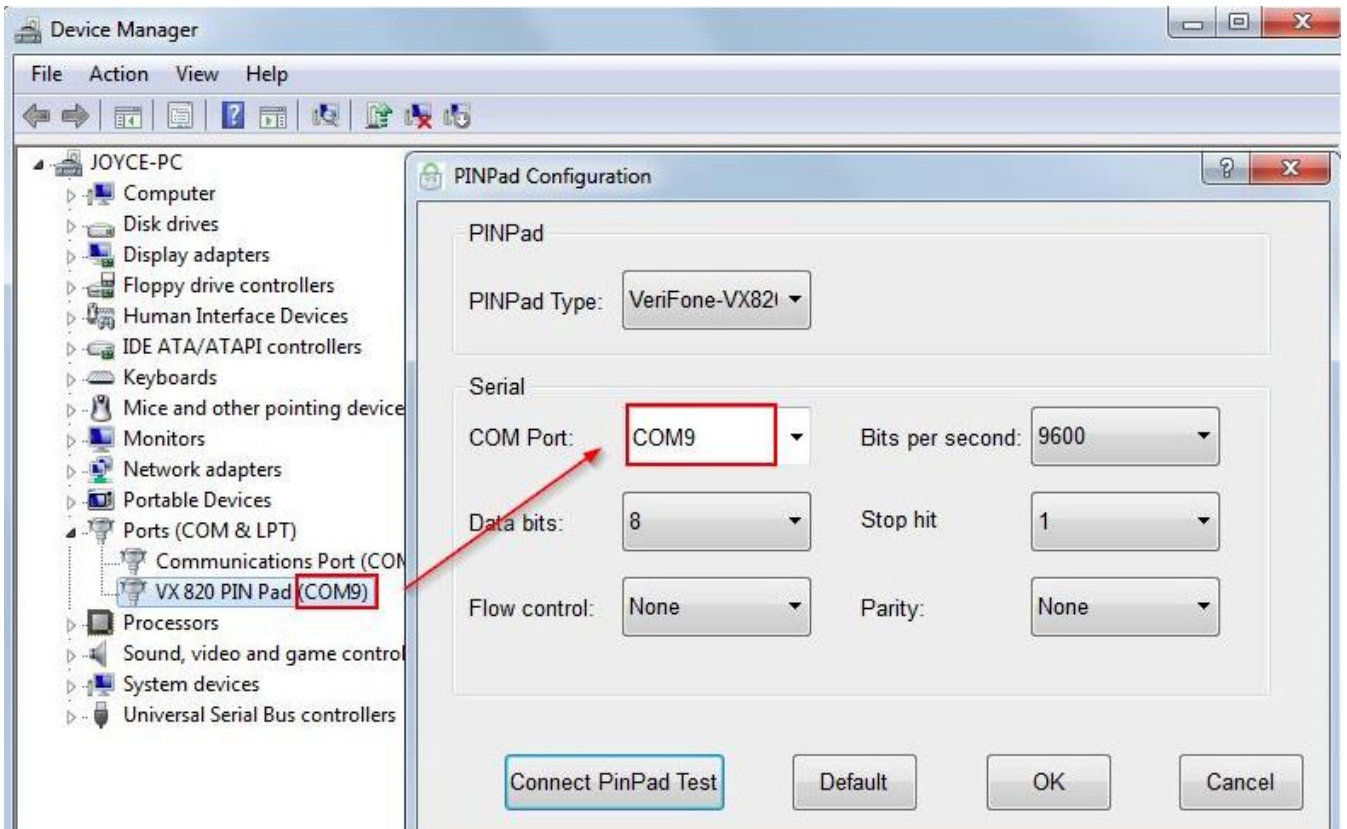 Device Manager
File Action View Help
JOYCE-PC
Computer
Disk drives
Display adapters
Floppy drive controllers
Human Interface Devices
IDE ATA/ATAPI controllers
Keyboards
Mice and other pointing device
Monitors
Network adapters
Portable Devices
Ports (COM & LPT)
Communications Port (COM
VX 820 PIN Pad (COM9)
Processors
Sound, video and game control
System devices
Universal Serial Bus controllers
PINPad Configuration
PINPad
PINPad Type: VeriFone-VX820
Serial
COM Port: COM9 Bits per second: 9600
Data bits: 8 Stop hit 1
Flow control: None Parity: None
Connect PinPad Test Default OK Cancel